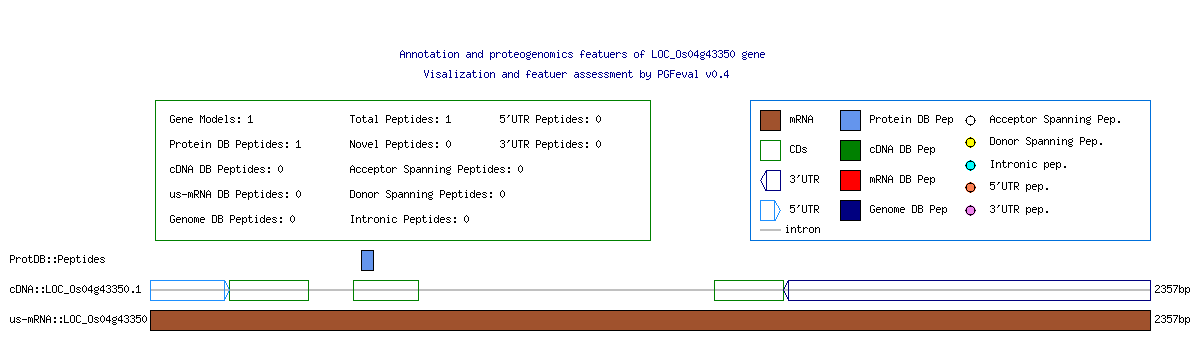 Annotation and proteogenomics featuers of LOC_Os04g43350 gene
Visalization and featuer assessment by PGFeval v0.4
Gene Models: 1
Total Peptides: 1
5'UTR Peptides: 0
Protein DB Peptides: 1
Novel Peptides: 0
3'UTR Peptides: 0
cDNA DB Peptides: 0
Acceptor Spanning Peptides: 0
us-mRNA DB Peptides: 0
Donor Spanning Peptides: 0
Genome DB Peptides: 0
Intronic Peptides: 0
mRNA
Protein DB Pep
Acceptor Spanning Pep.
CDs
cDNA DB Pep
Donor Spanning Pep.
Intronic pep.
3'UTR
mRNA DB Pep
5'UTR pep.
5'UTR
Genome DB Pep
3'UTR pep.
intron
ProtDB::Peptides
cDNA::LOC_Os04g43350.1
2357bp
us-mRNA::LOC_Os04g43350
2357bp